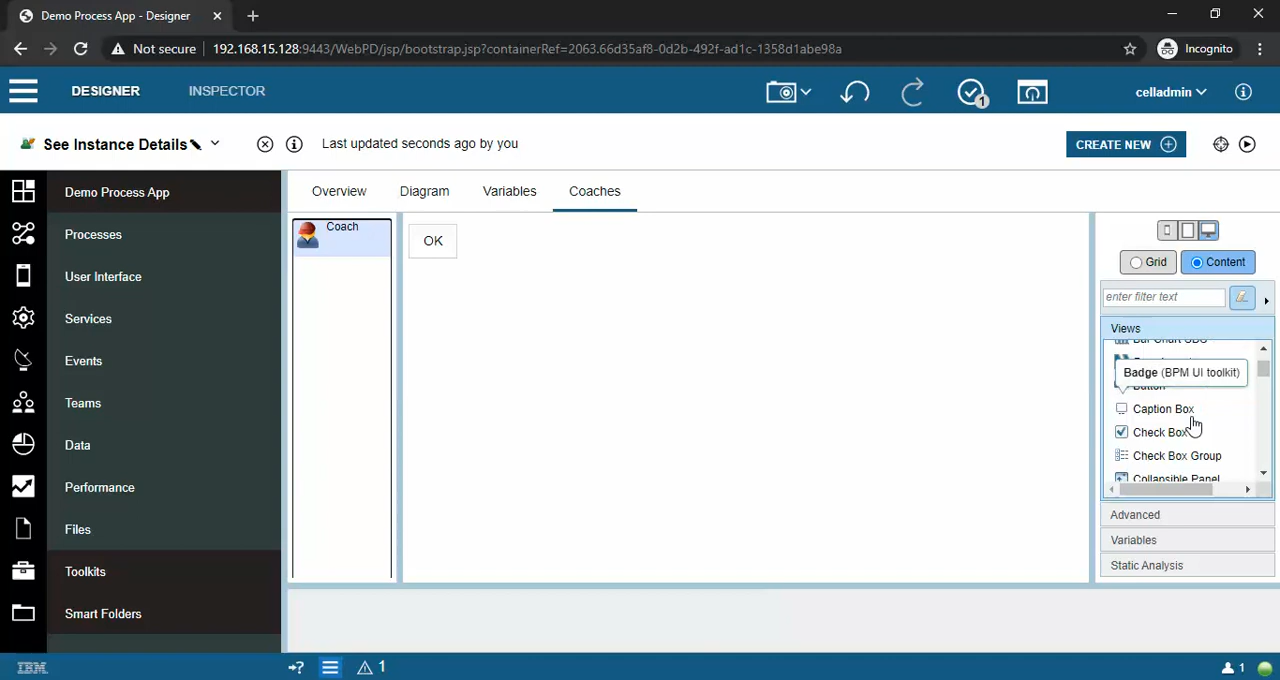 Demo Process App - Designer
Not secure
192.168.15.128:9443/WebPD/jsp/bootstrap.jsp?containerRef=2063.66d35af8-0d2b-492f-ad1c-1358d1abe98a
Incognito
DESIGNER
INSPECTOR
1
celladmin
See Instance Details
Last updated seconds ago by you
CREATE NEW
Demo Process App
Processes
User Interface
Services
Events
Teams
Data
Performance
Files
Toolkits
Smart Folders
Overview
Diagram
Variables
Coaches
Coach
OK
Grid
Content
enter filter text
Views
Badge (BPM UI toolkit)
Button
Caption Box
Check Box
Check Box Group
Collapsible Panel
Advanced
Variables
Static Analysis
IBM
1
1